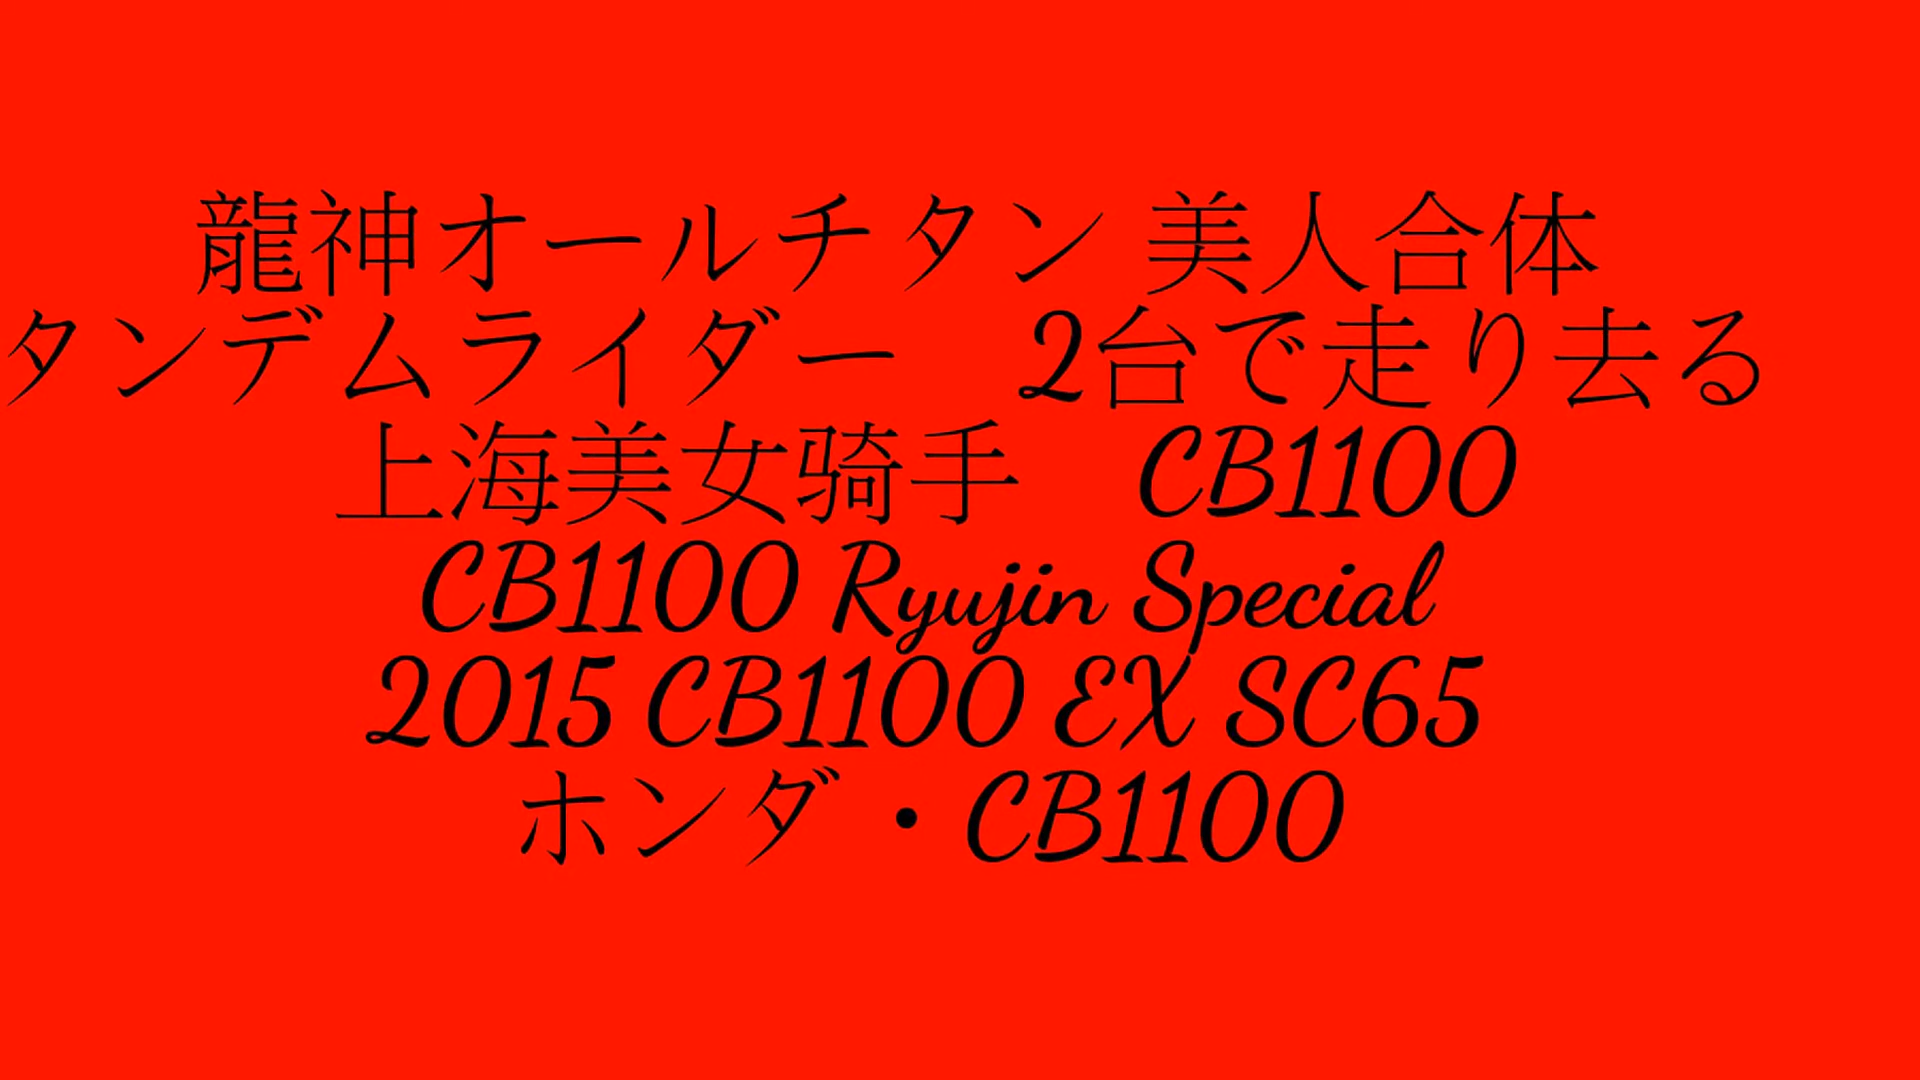 龍神オールチタン 美人合体
タンデムライダー　2台で走り去る
上海美女骑手　CB1100
CB1100 Ryujin Special
2015 CB1100 EX SC65
ホンダ・CB1100